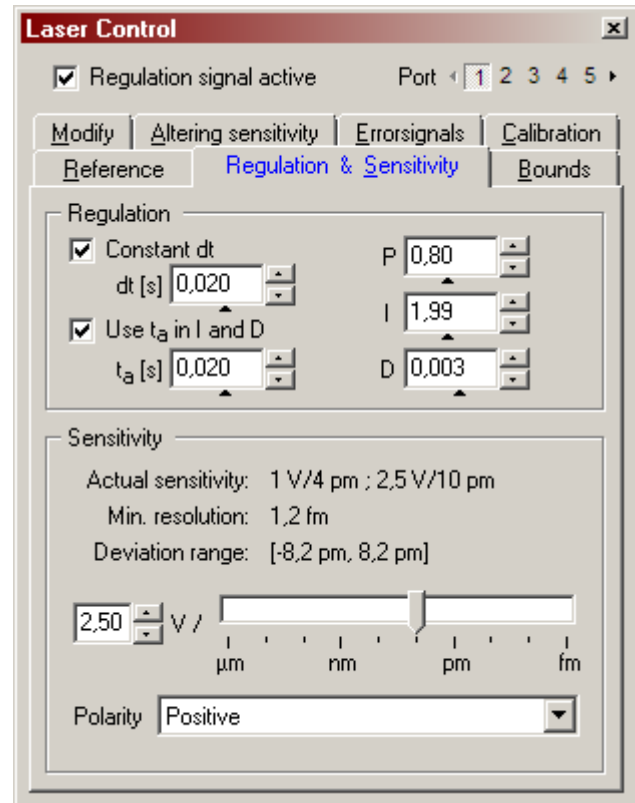 Laser Control
Regulation signal active Port 1 2 3 4 5
Modify Altering sensitivity Errorsignals Calibration
Reference Regulation & Sensitivity Bounds
Regulation
Constant dt P 0,80
dt [s] 0,020
I 1,99
Use ta in I and D
ta [s] 0,020 D 0,003
Sensitivity
Actual sensitivity: 1 V/4 pm ; 2,5 V/10 pm
Min. resolution: 1,2 fm
Deviation range: [-8,2 pm, 8,2 pm]
2,50 V /
µm nm pm fm
Polarity Positive